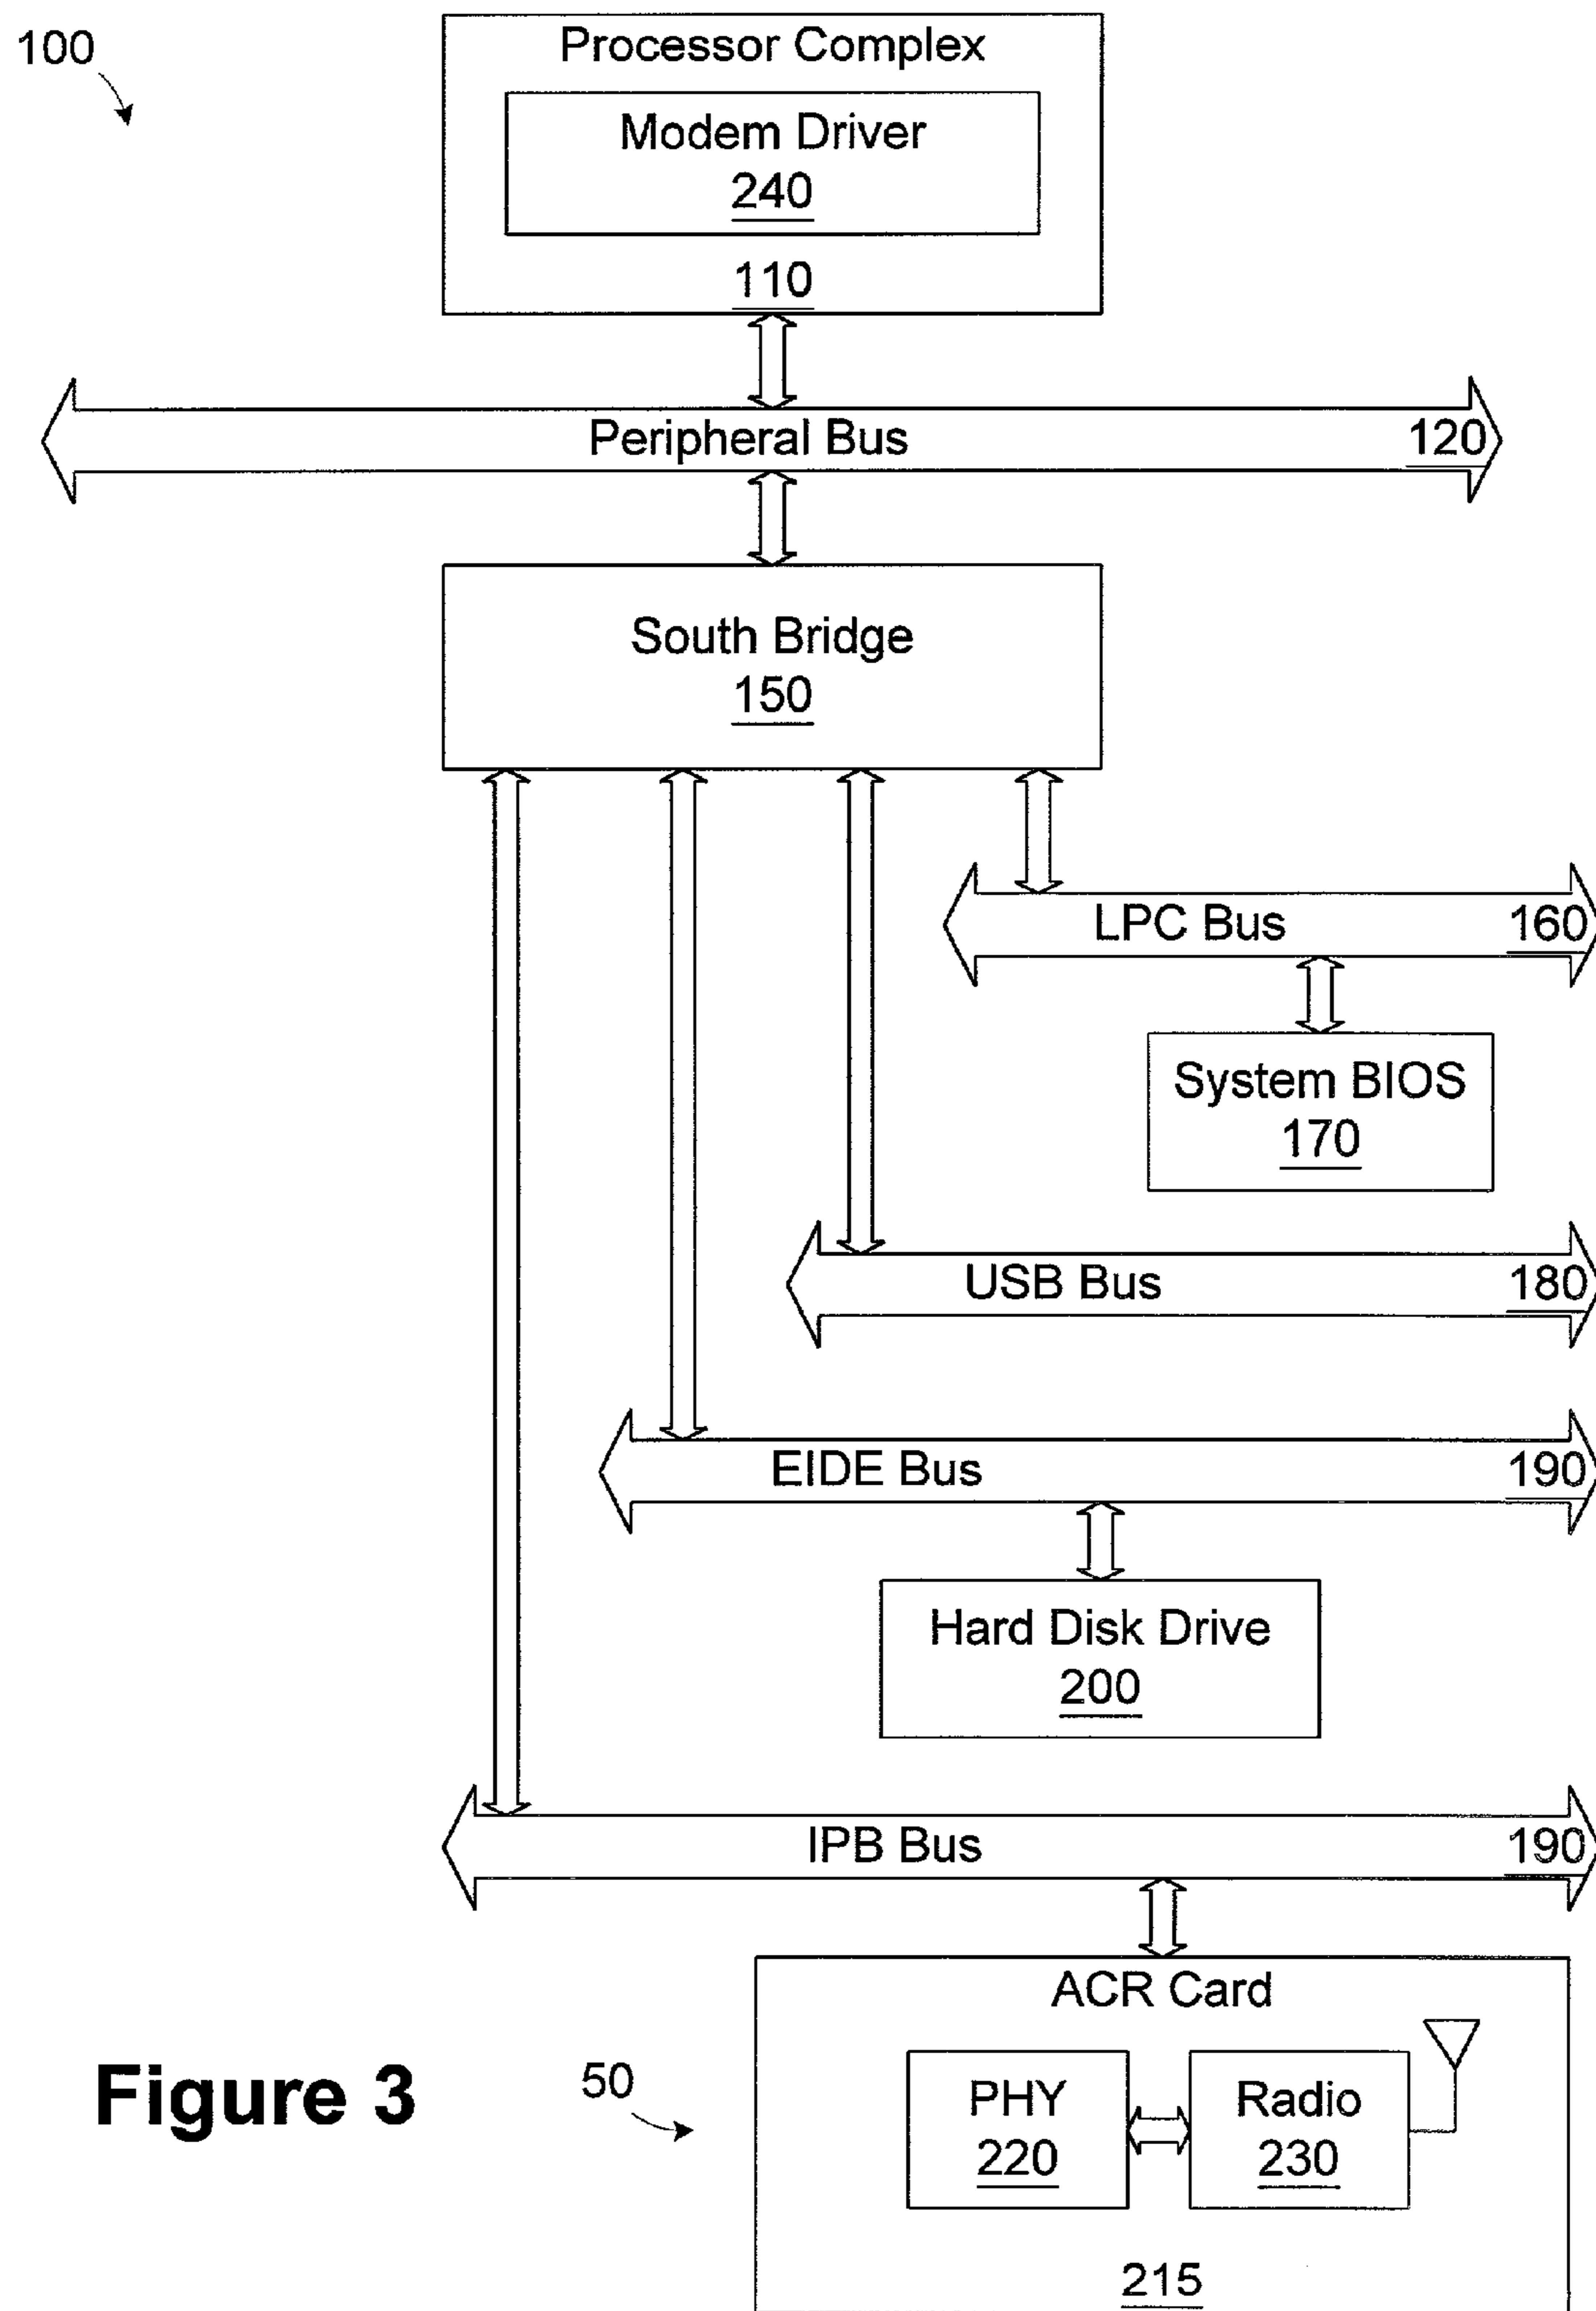 100
Processor Complex
Modem Driver
240
110
Peripheral Bus 120
South Bridge
150
LPC Bus 160
System BIOS
170
USB Bus 180
EIDE Bus 190
Hard Disk Drive
200
IPB Bus 190
ACR Card
Figure 3
50
PHY
220
Radio
230
215